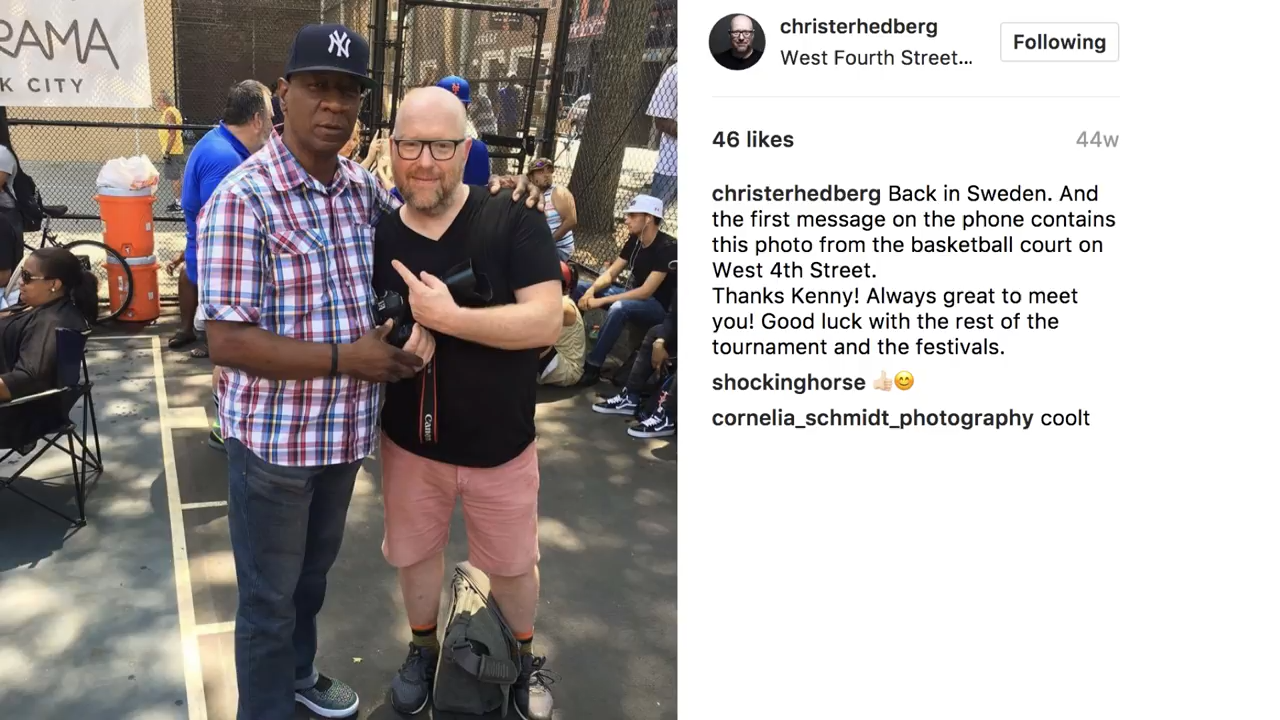 RAMA
K CITY
NY
Canon
christerhedberg
West Fourth Street...
Following
46 likes
44w
christerhedberg Back in Sweden. And
the first message on the phone contains
this photo from the basketball court on
West 4th Street.
Thanks Kenny! Always great to meet
you! Good luck with the rest of the
tournament and the festivals.
shockinghorse 👍🏻😊
cornelia_schmidt_photography coolt